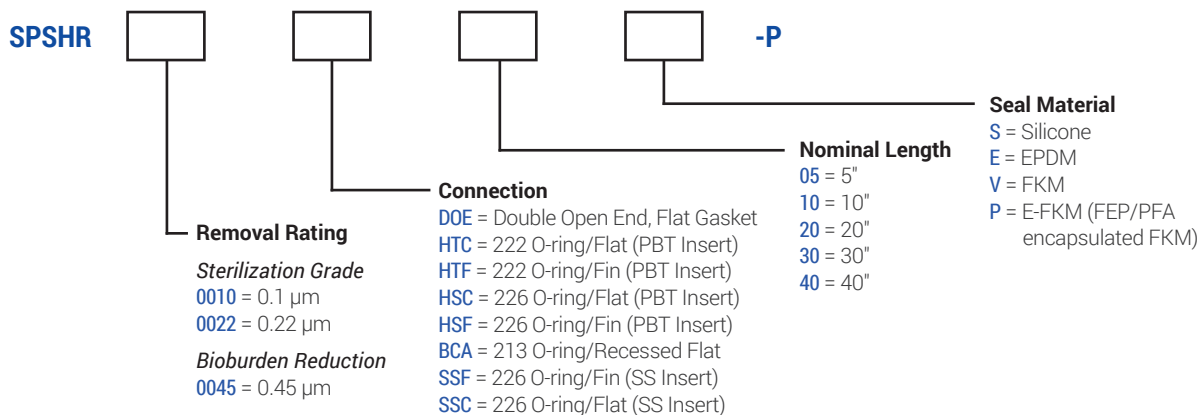 SPSHR
-P
Removal Rating
Sterilization Grade
0010 = 0.1 µm
0022 = 0.22 µm
Bioburden Reduction
0045 = 0.45 µm
Connection
DOE = Double Open End, Flat Gasket
HTC = 222 O-ring/Flat (PBT Insert)
HTF = 222 O-ring/Fin (PBT Insert)
HSC = 226 O-ring/Flat (PBT Insert)
HSF = 226 O-ring/Fin (PBT Insert)
BCA = 213 O-ring/Recessed Flat
SSF = 226 O-ring/Fin (SS Insert)
SSC = 226 O-ring/Flat (SS Insert)
Nominal Length
05 = 5"
10 = 10"
20 = 20"
30 = 30"
40 = 40"
Seal Material
S = Silicone
E = EPDM
V = FKM
P = E-FKM (FEP/PFA
encapsulated FKM)